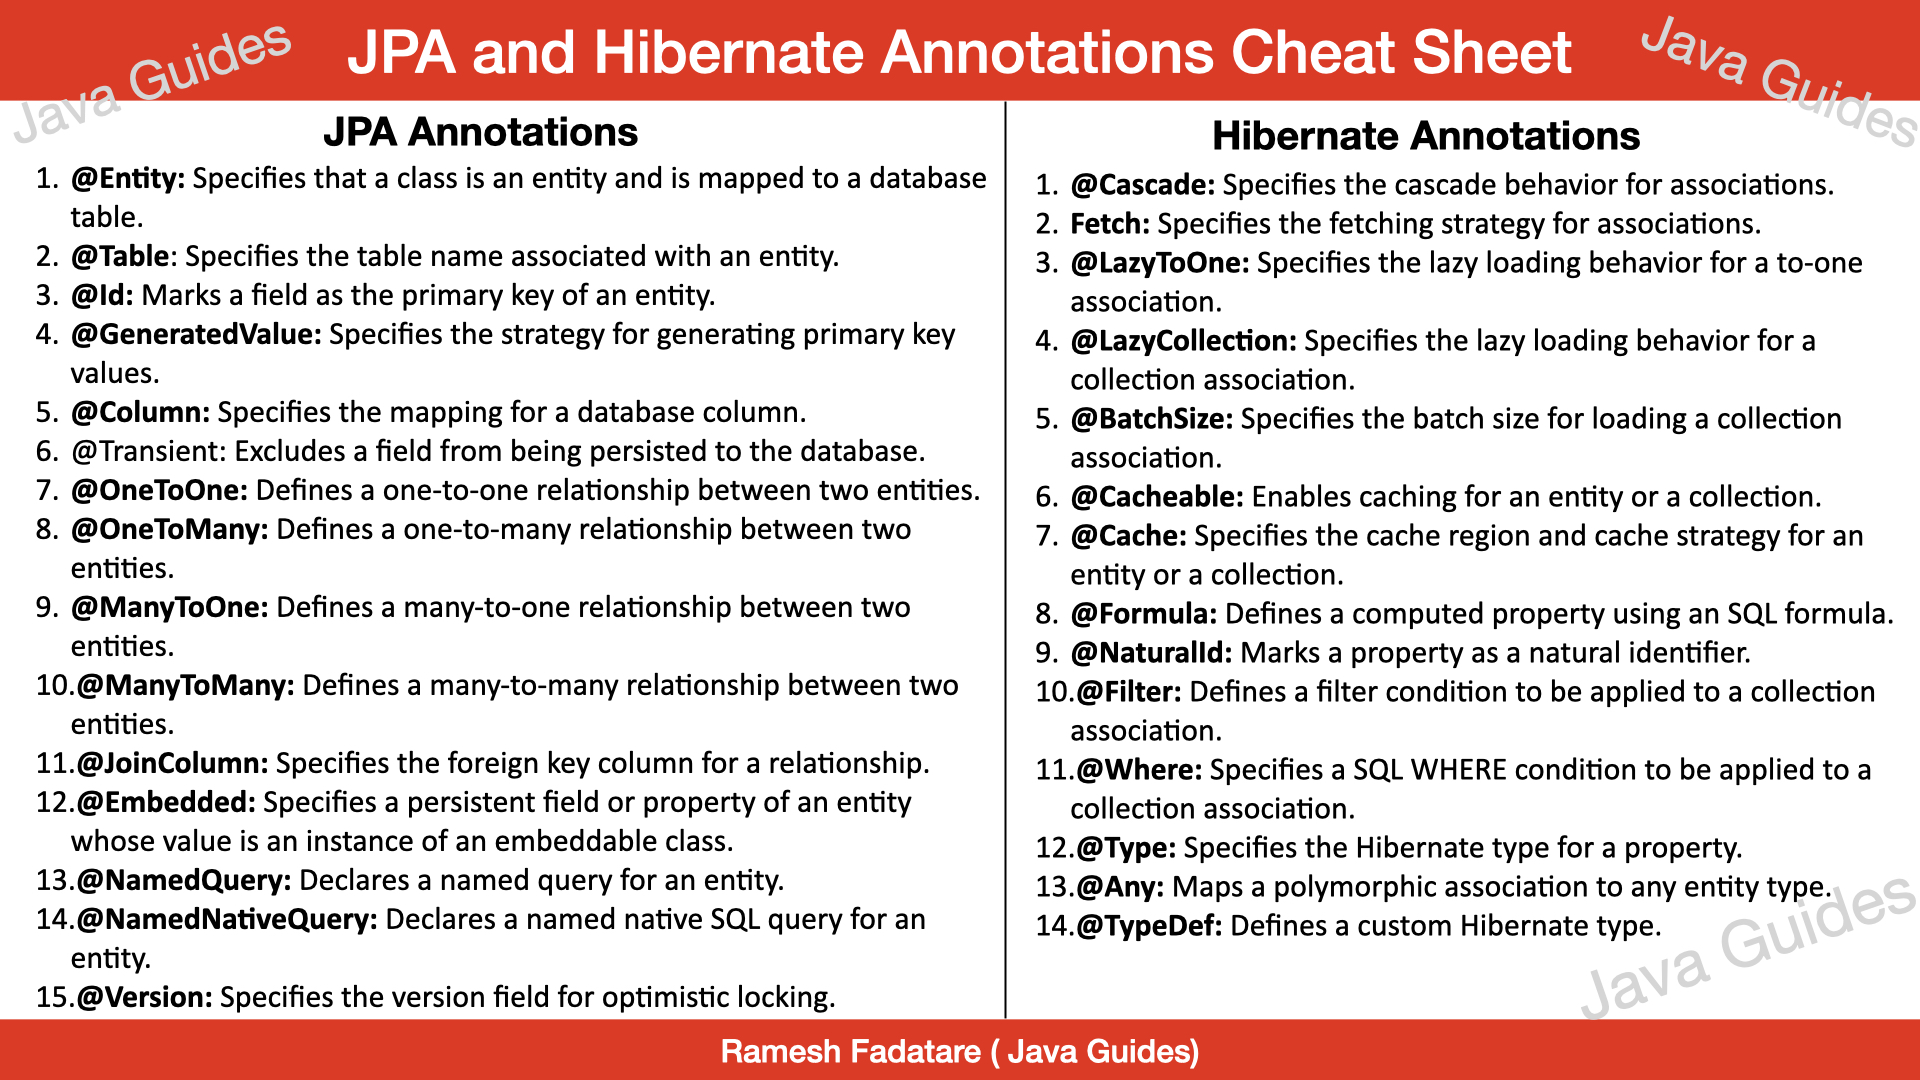 Java Guides
JPA and Hibernate Annotations Cheat Sheet
Java Guides
JPA Annotations
1. @Entity: Specifies that a class is an entity and is mapped to a database
table.
2. @Table: Specifies the table name associated with an entity.
3. @Id: Marks a field as the primary key of an entity.
4. @GeneratedValue: Specifies the strategy for generating primary key
values.
5. @Column: Specifies the mapping for a database column.
6. @Transient: Excludes a field from being persisted to the database.
7. @OneToOne: Defines a one-to-one relationship between two entities.
8. @OneToMany: Defines a one-to-many relationship between two
entities.
9. @ManyToOne: Defines a many-to-one relationship between two
entities.
10.@ManyToMany: Defines a many-to-many relationship between two
entities.
11.@JoinColumn: Specifies the foreign key column for a relationship.
12.@Embedded: Specifies a persistent field or property of an entity
whose value is an instance of an embeddable class.
13.@NamedQuery: Declares a named query for an entity.
14.@NamedNativeQuery: Declares a named native SQL query for an
entity.
15.@Version: Specifies the version field for optimistic locking.
Hibernate Annotations
1. @Cascade: Specifies the cascade behavior for associations.
2. Fetch: Specifies the fetching strategy for associations.
3. @LazyToOne: Specifies the lazy loading behavior for a to-one
association.
4. @LazyCollection: Specifies the lazy loading behavior for a
collection association.
5. @BatchSize: Specifies the batch size for loading a collection
association.
6. @Cacheable: Enables caching for an entity or a collection.
7. @Cache: Specifies the cache region and cache strategy for an
entity or a collection.
8. @Formula: Defines a computed property using an SQL formula.
9. @NaturalId: Marks a property as a natural identifier.
10.@Filter: Defines a filter condition to be applied to a collection
association.
11.@Where: Specifies a SQL WHERE condition to be applied to a
collection association.
12.@Type: Specifies the Hibernate type for a property.
13.@Any: Maps a polymorphic association to any entity type.
14.@TypeDef: Defines a custom Hibernate type.
Java Guides
Ramesh Fadatare ( Java Guides)